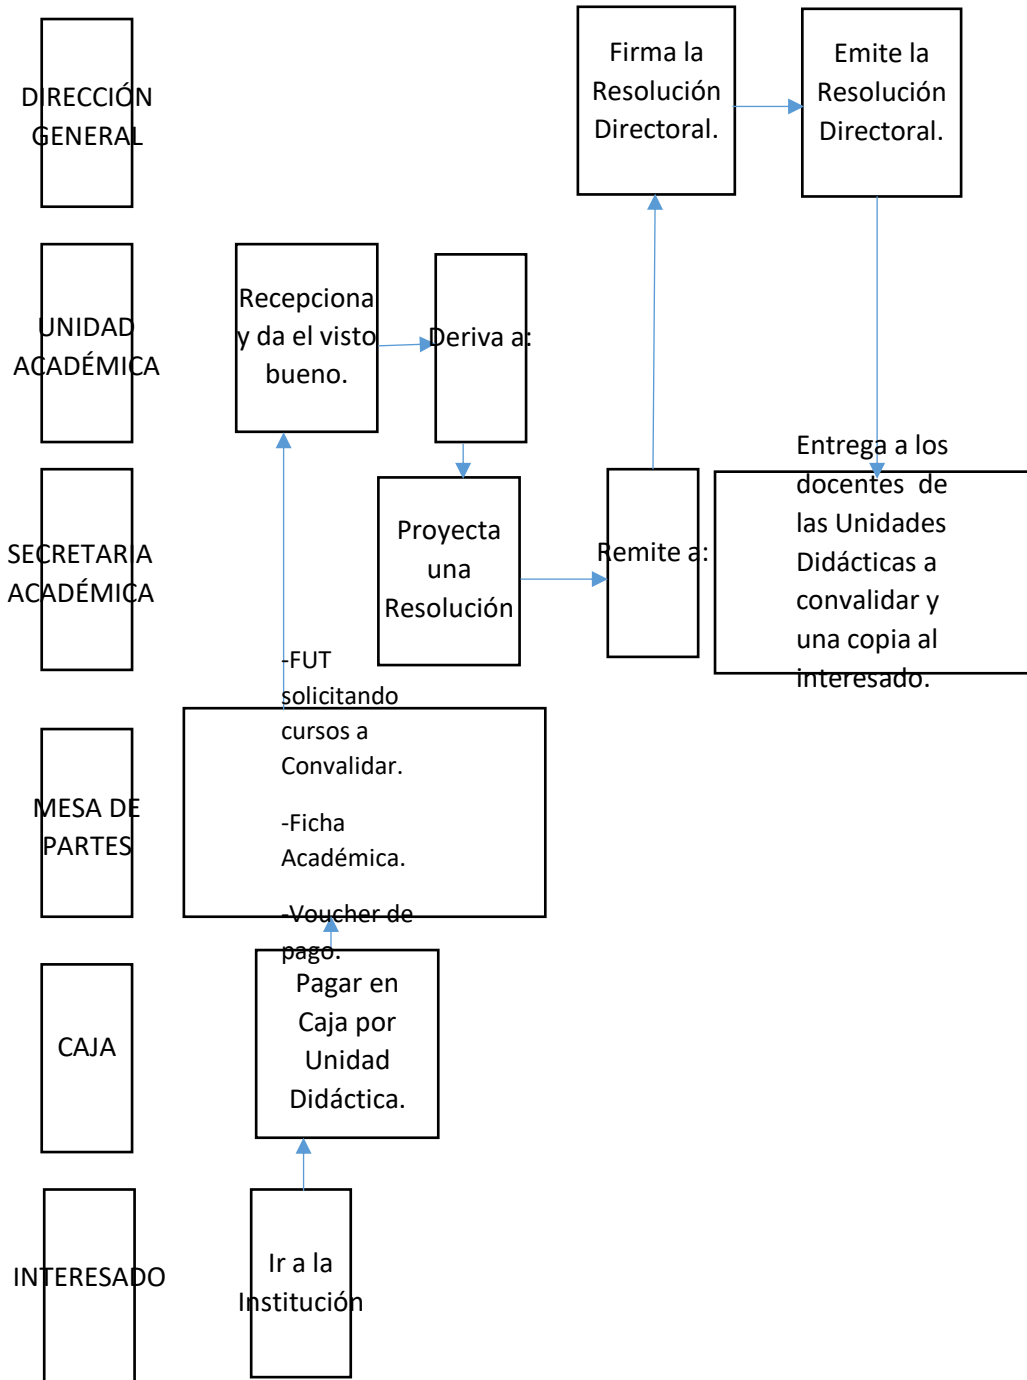 DIRECCIÓN
GENERAL
Firma la
Resolución
Directoral.
Emite la
Resolución
Directoral.
UNIDAD
ACADÉMICA
Recepciona
y da el visto
bueno.
Deriva a:
SECRETARIA
ACADÉMICA
Proyecta
una
Resolución
Remite a:
Entrega a los
docentes de
las Unidades
Didácticas a
convalidar y
una copia al
interesado.
MESA DE
PARTES
-FUT
solicitando
cursos a
Convalidar.
-Ficha
Académica.
-Voucher de
pago.
CAJA
Pagar en
Caja por
Unidad
Didáctica.
INTERESADO
Ir a la
Institución